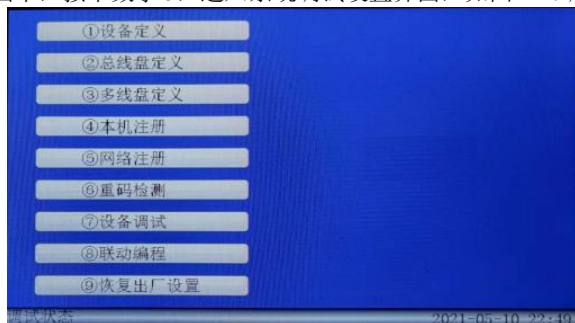 ①设备定义
②总线盘定义
③多线盘定义
④本机注册
⑤网络注册
⑥重码检测
⑦设备调试
⑧联动编程
⑨恢复出厂设置
调试状态
2021-05-10 22:49